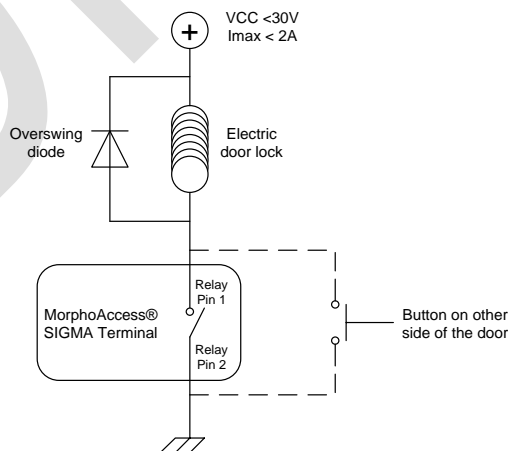 VCC <30V
Imax < 2A
+
Overswing
diode
Electric
door lock
MorphoAccess®
SIGMA Terminal
Relay
Pin 1
Relay
Pin 2
Button on other
side of the door